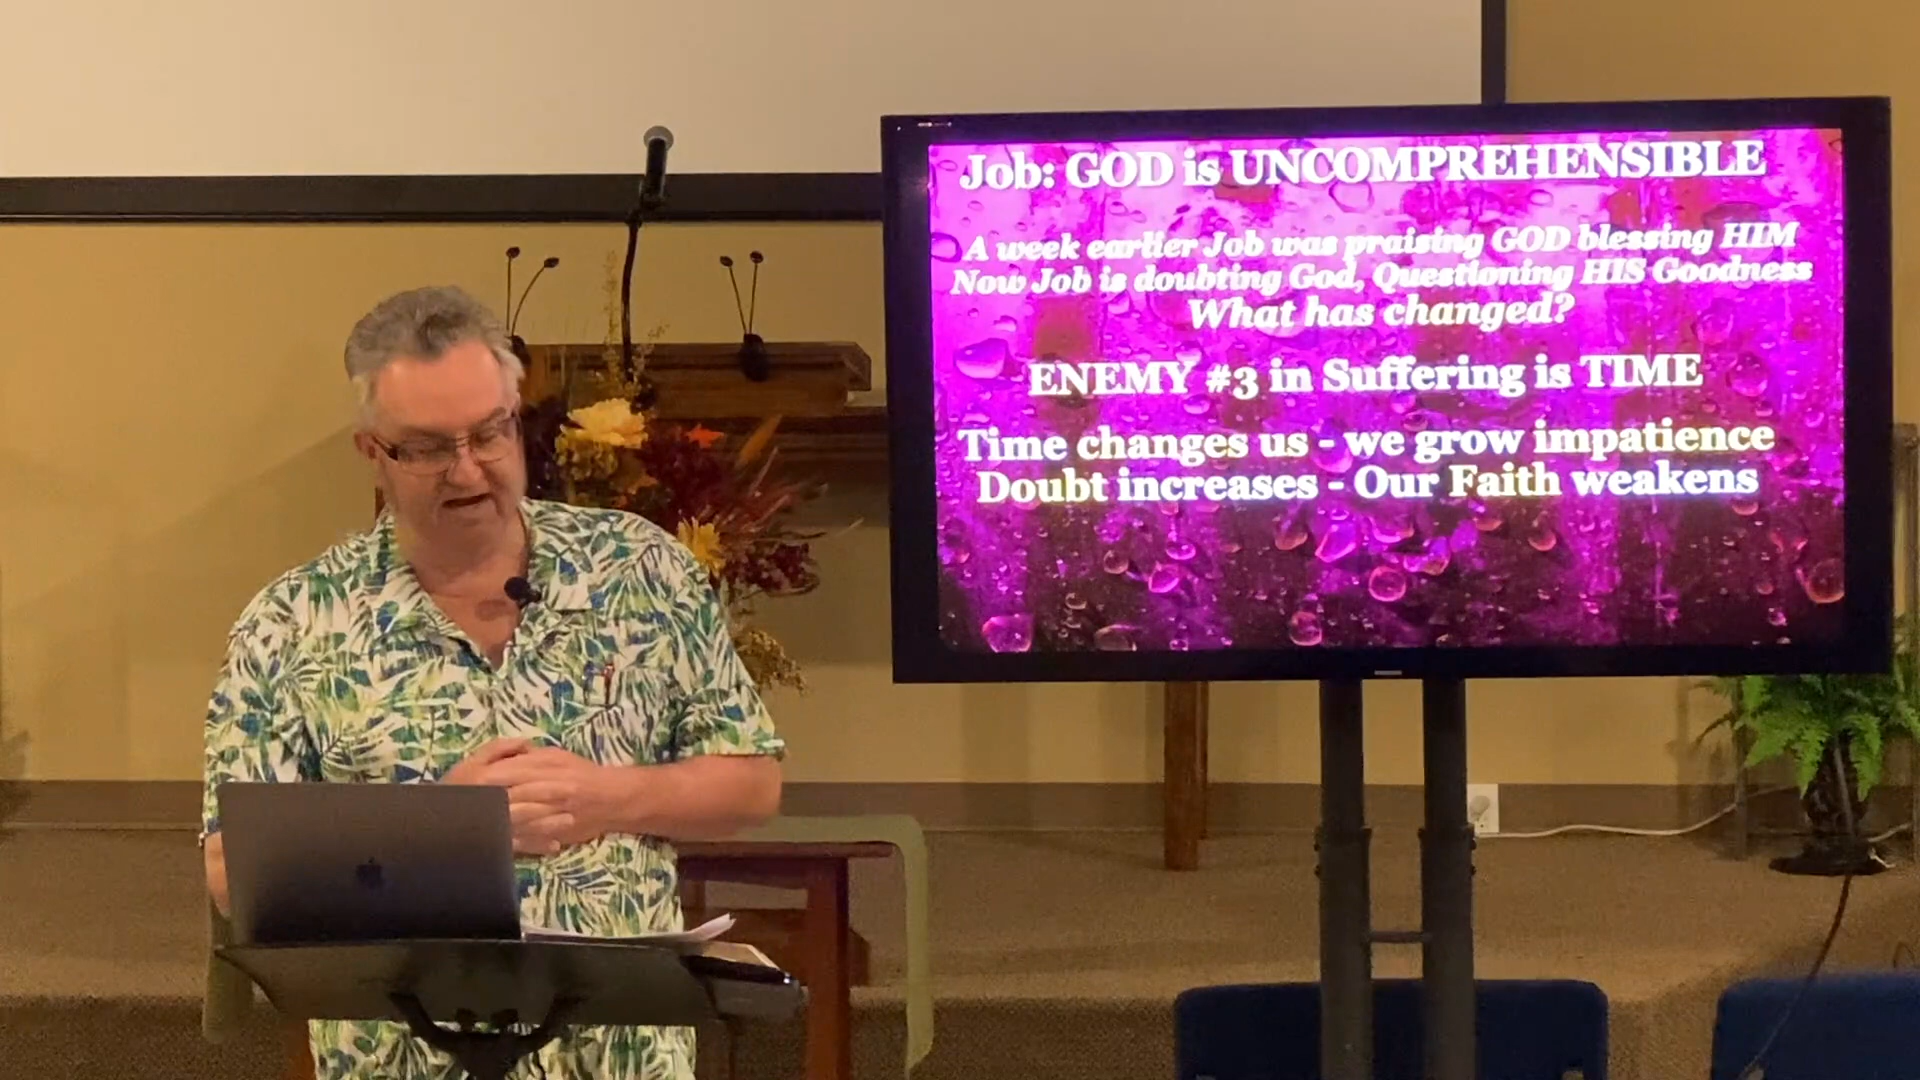 Job: GOD is UNCOMPREHENSIBLE
A week earlier Job was praising GOD blessing HIM
Now Job is doubting God, Questioning HIS Goodness
What has changed?
ENEMY #3 in Suffering is TIME
Time changes us - we grow impatience
Doubt increases - Our Faith weakens